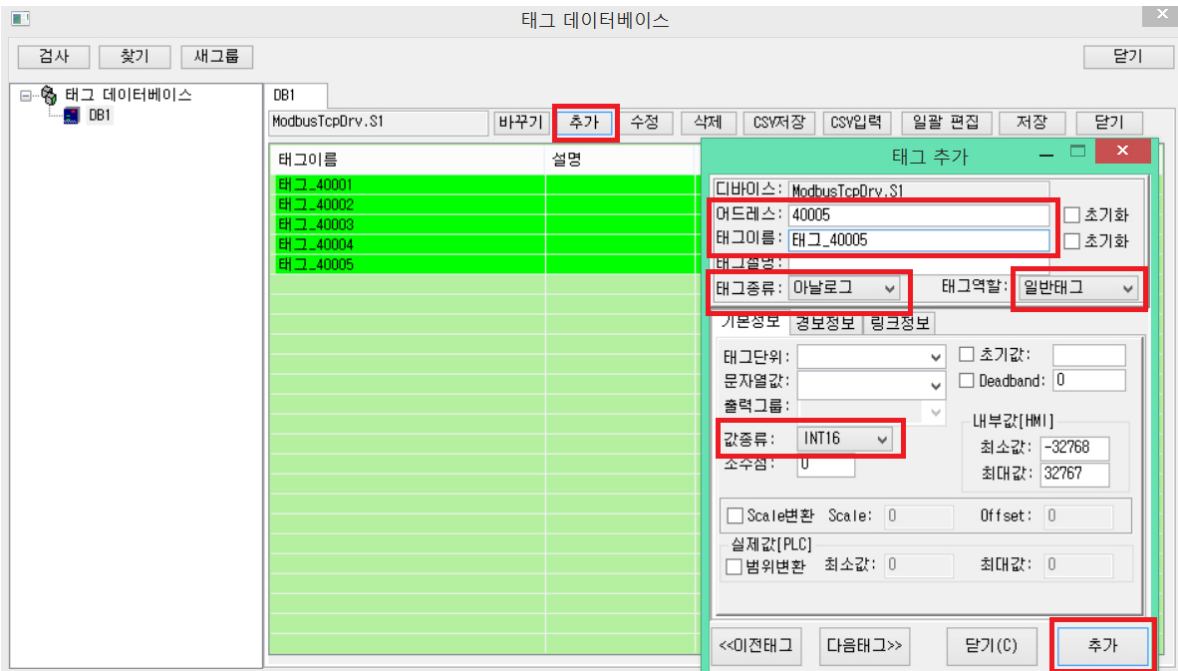 태그 데이터베이스
검사 찾기 새그룹 닫기
태그 데이터베이스
DB1
DB1
ModbusTcpDrv.S1 바꾸기 추가 수정 삭제 CSV저장 CSV입력 일괄 편집 저장 닫기
태그이름 설명
태그_40001
태그_40002
태그_40003
태그_40004
태그_40005
태그 추가
디바이스: ModbusTcpDrv.S1
어드레스: 40005 초기화
태그이름: 태그_40005 초기화
태그설명:
태그종류: 아날로그 태그역할: 일반태그
기본정보 경보정보 링크정보
태그단위: 초기값:
문자열값: Deadband: 0
출력그룹:
내부값[HMI]
값종류: INT16 최소값: -32768
소수점: 0 최대값: 32767
Scale변환 Scale: 0 Offset: 0
실제값[PLC]
범위변환 최소값: 0 최대값: 0
<<이전태그 다음태그>> 닫기(C) 추가